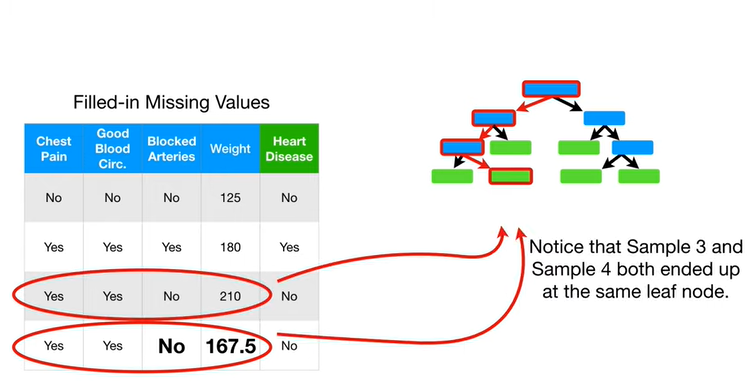 Filled-in Missing Values
Chest Pain Good Blood Circ. Blocked Arteries Weight Heart Disease
No No No 125 No
Yes Yes Yes 180 Yes
Yes Yes No 210 No
Yes Yes No 167.5 No
Notice that Sample 3 and
Sample 4 both ended up
at the same leaf node.